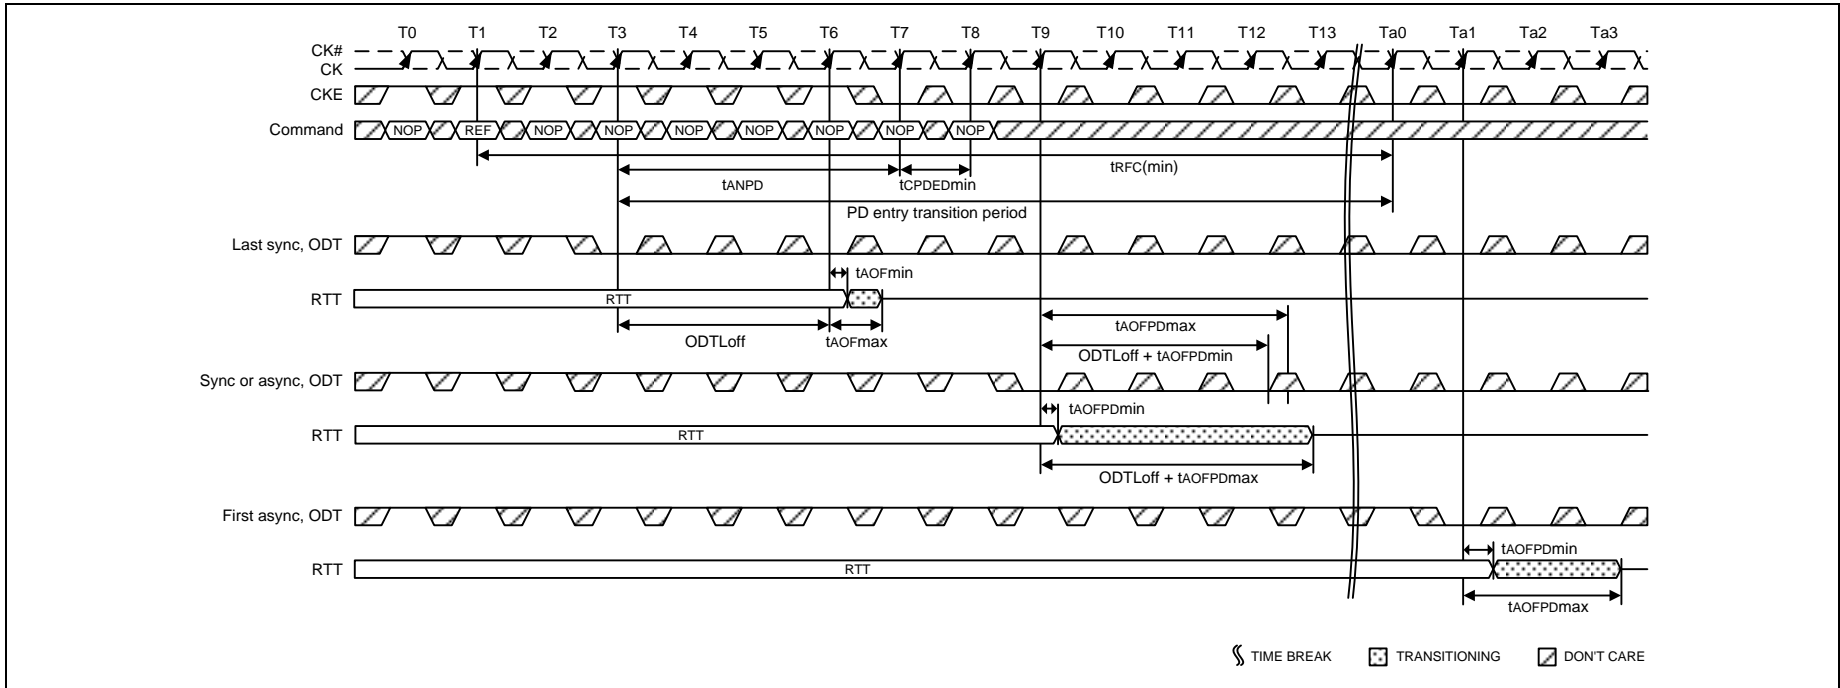 T0 T1 T2 T3 T4 T5 T6 T7 T8 T9 T10 T11 T12 T13 Ta0 Ta1 Ta2 Ta3
CK#
CK
CKE
Command NOP REF NOP NOP NOP NOP NOP NOP NOP
tRFC(min)
tANPD tCPDEDmin
PD entry transition period
Last sync, ODT
tAOFmin
RTT RTT
ODTLoff tAOFmax
tAOFPDmax
ODTLoff + tAOFPDmin
Sync or async, ODT
tAOFPDmin
RTT RTT
ODTLoff + tAOFPDmax
First async, ODT
tAOFPDmin
RTT RTT
tAOFPDmax
TIME BREAK TRANSITIONING DON'T CARE